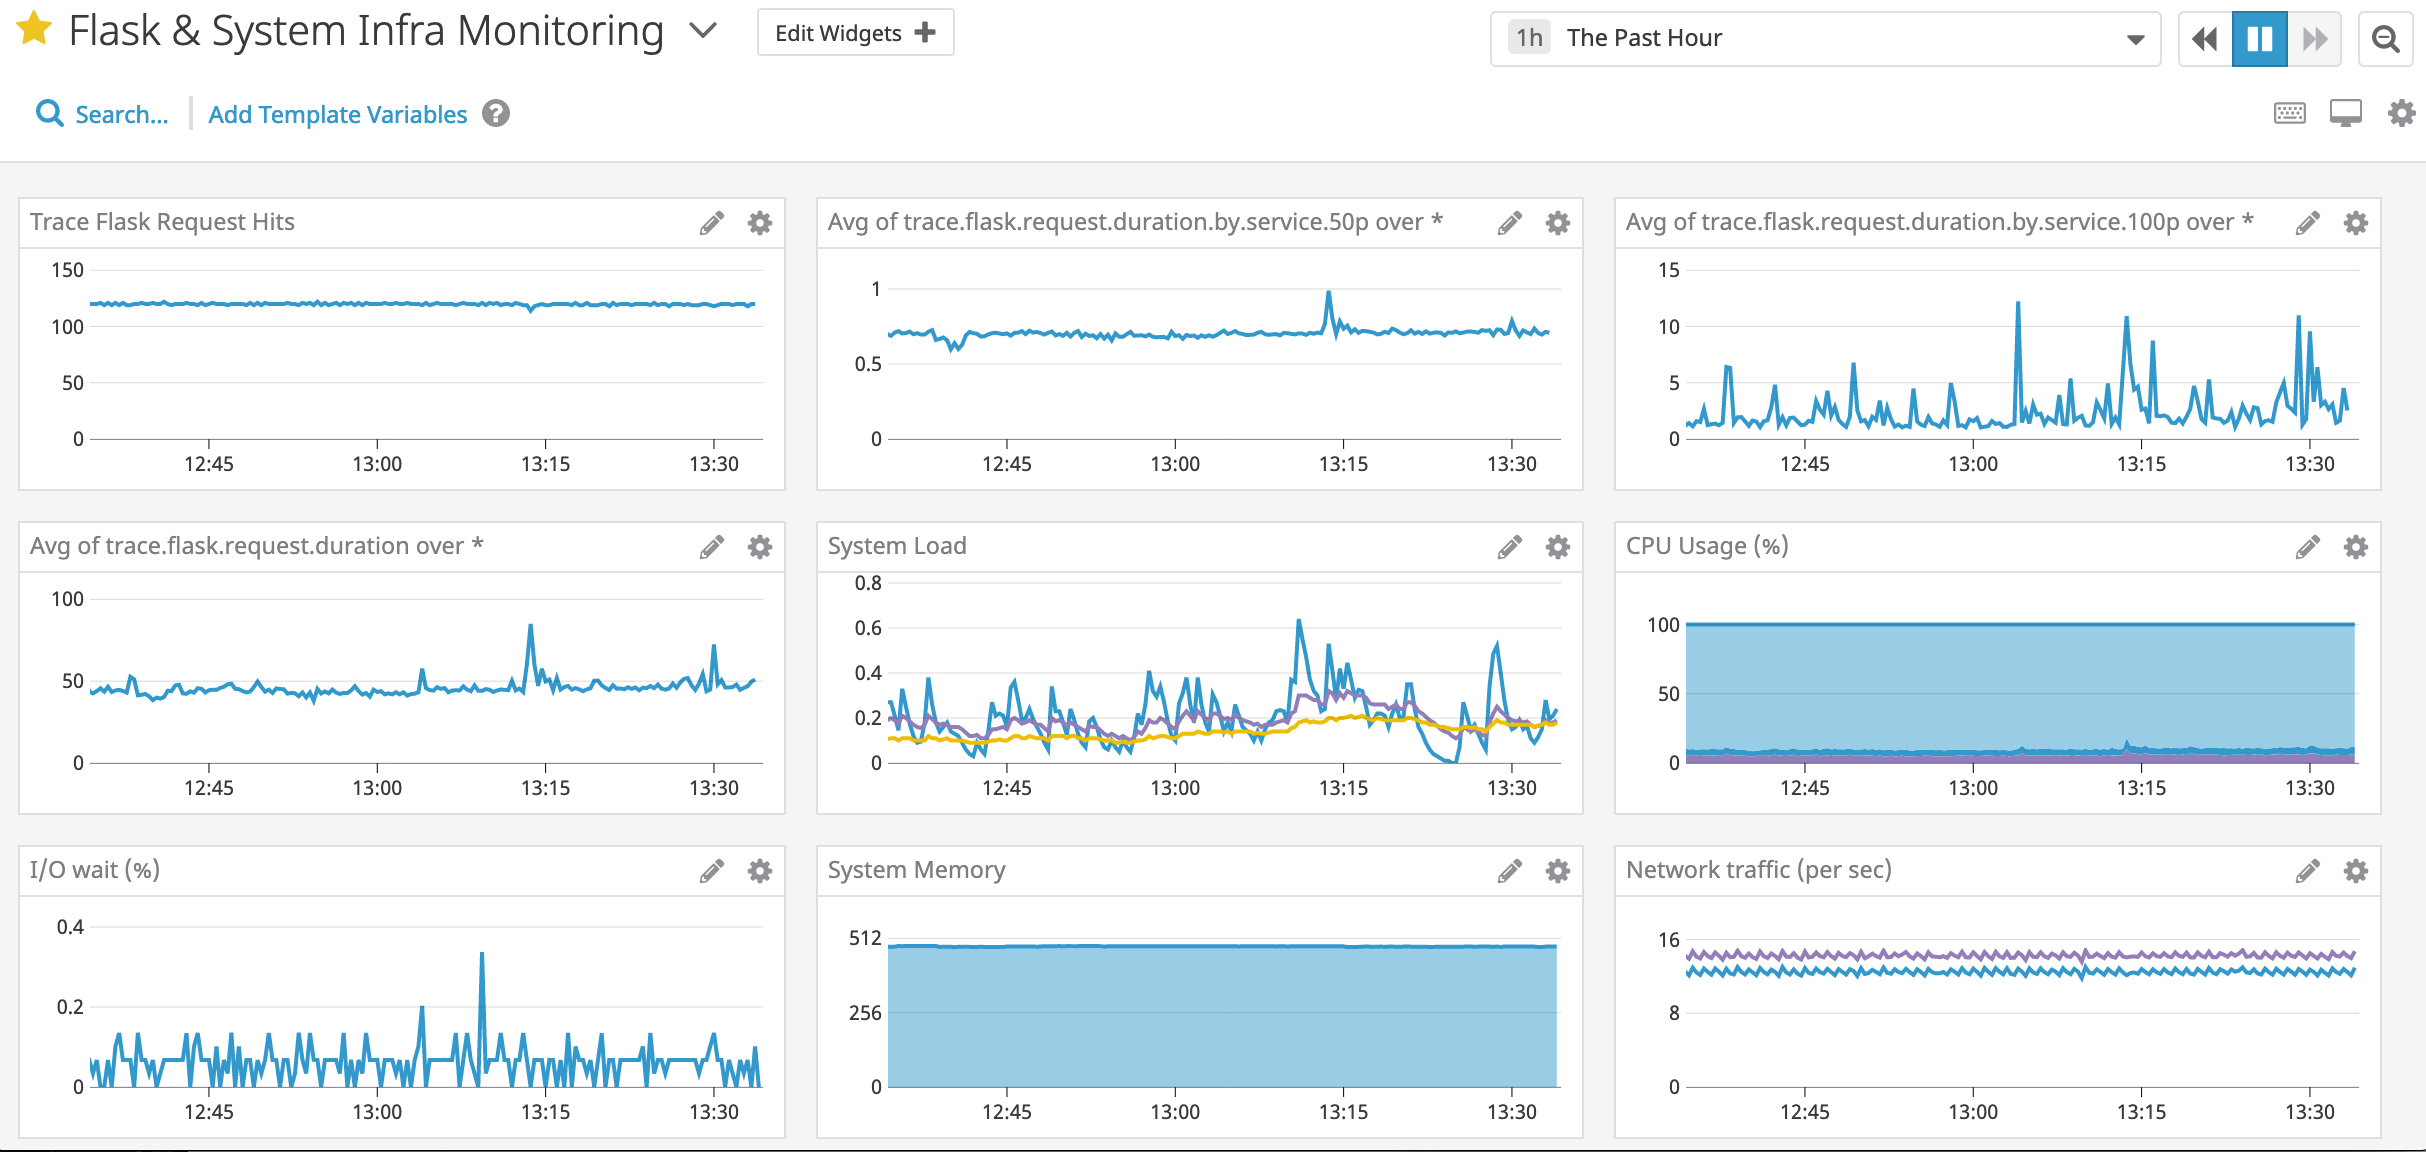 Flask & System Infra Monitoring
Edit Widgets
1h The Past Hour
Search...
Add Template Variables ?
Trace Flask Request Hits
150
100
50
0
12:45 13:00 13:15 13:30
Avg of trace.flask.request.duration.by.service.50p over *
1
0.5
0
12:45 13:00 13:15 13:30
Avg of trace.flask.request.duration.by.service.100p over *
15
10
5
0
12:45 13:00 13:15 13:30
Avg of trace.flask.request.duration over *
100
50
0
12:45 13:00 13:15 13:30
System Load
0.8
0.6
0.4
0.2
0
12:45 13:00 13:15 13:30
CPU Usage (%)
100
50
0
12:45 13:00 13:15 13:30
I/O wait (%)
0.4
0.2
0
12:45 13:00 13:15 13:30
System Memory
512
256
0
12:45 13:00 13:15 13:30
Network traffic (per sec)
16
8
0
12:45 13:00 13:15 13:30